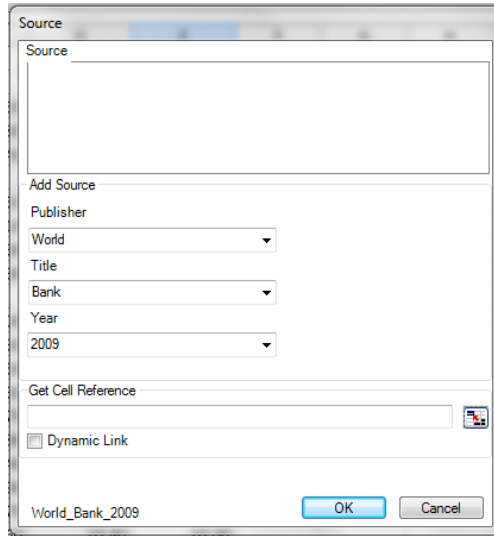 Source
Source
Add Source
Publisher
World
Title
Bank
Year
2009
Get Cell Reference
Dynamic Link
World_Bank_2009
OK Cancel